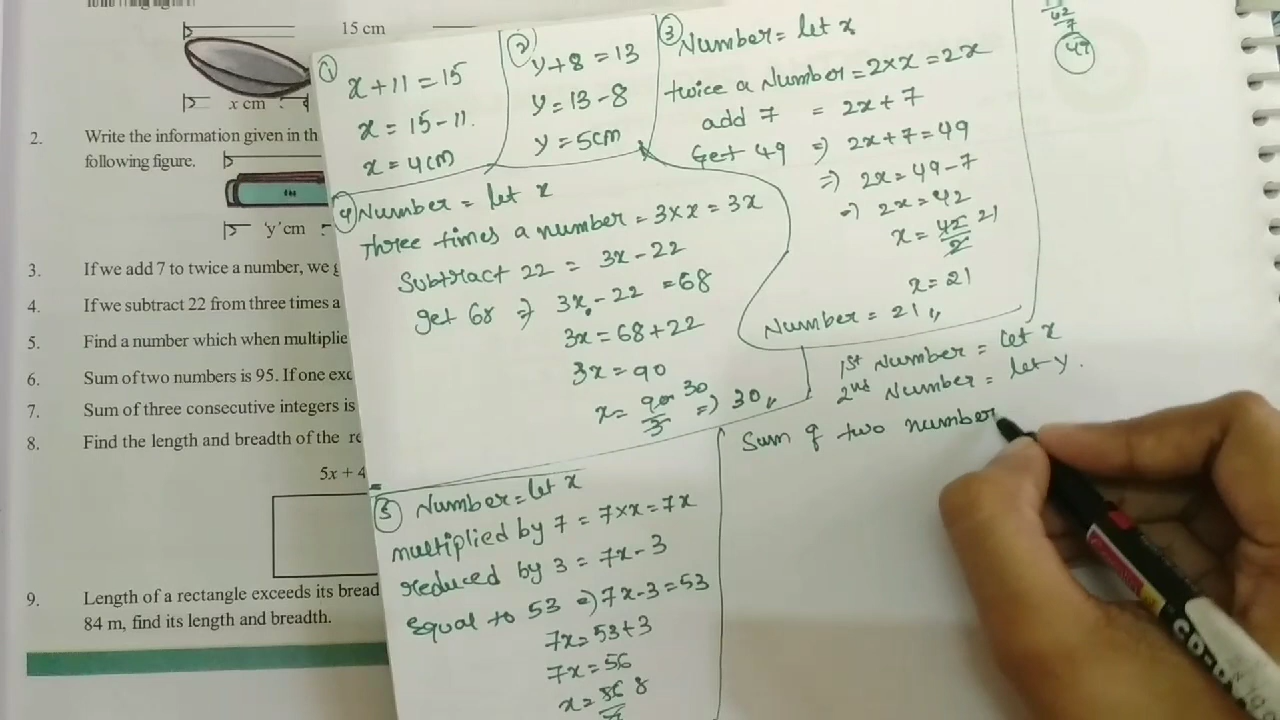 15 cm
x cm
2. Write the information given in th
following figure.
'y' cm
3. If we add 7 to twice a number, we g
4. If we subtract 22 from three times a
5. Find a number which when multiplie
6. Sum of two numbers is 95. If one exc
7. Sum of three consecutive integers is
8. Find the length and breadth of the re
5x + 4
9. Length of a rectangle exceeds its bread
84 m, find its length and breadth.
① x + 11 = 15
x = 15 - 11.
x = 4cm
② y + 8 = 13
y = 13 - 8
y = 5cm
③ Number = let x
twice a Number = 2 × x = 2x
add 7 = 2x + 7
Get 49 ⇒ 2x + 7 = 49
⇒ 2x = 49 - 7
⇒ 2x = 42
x = 42/2 21
x = 21
Number = 21,,
42
7
49
4 Number = let x
Three times a number = 3 × x = 3x
Subtract 22 = 3x - 22
get 68 ⇒ 3x - 22 = 68
3x = 68 + 22
3x = 90
x = 90/3 30 ⇒ 30,,
⑤ Number = let x
multiplied by 7 = 7 × x = 7x
reduced by 3 = 7x - 3
Equal to 53 ⇒ 7x - 3 = 53
7x = 53 + 3
7x = 56
x = 56 8
1st Number = let x
2nd Number = let y.
Sum of two number